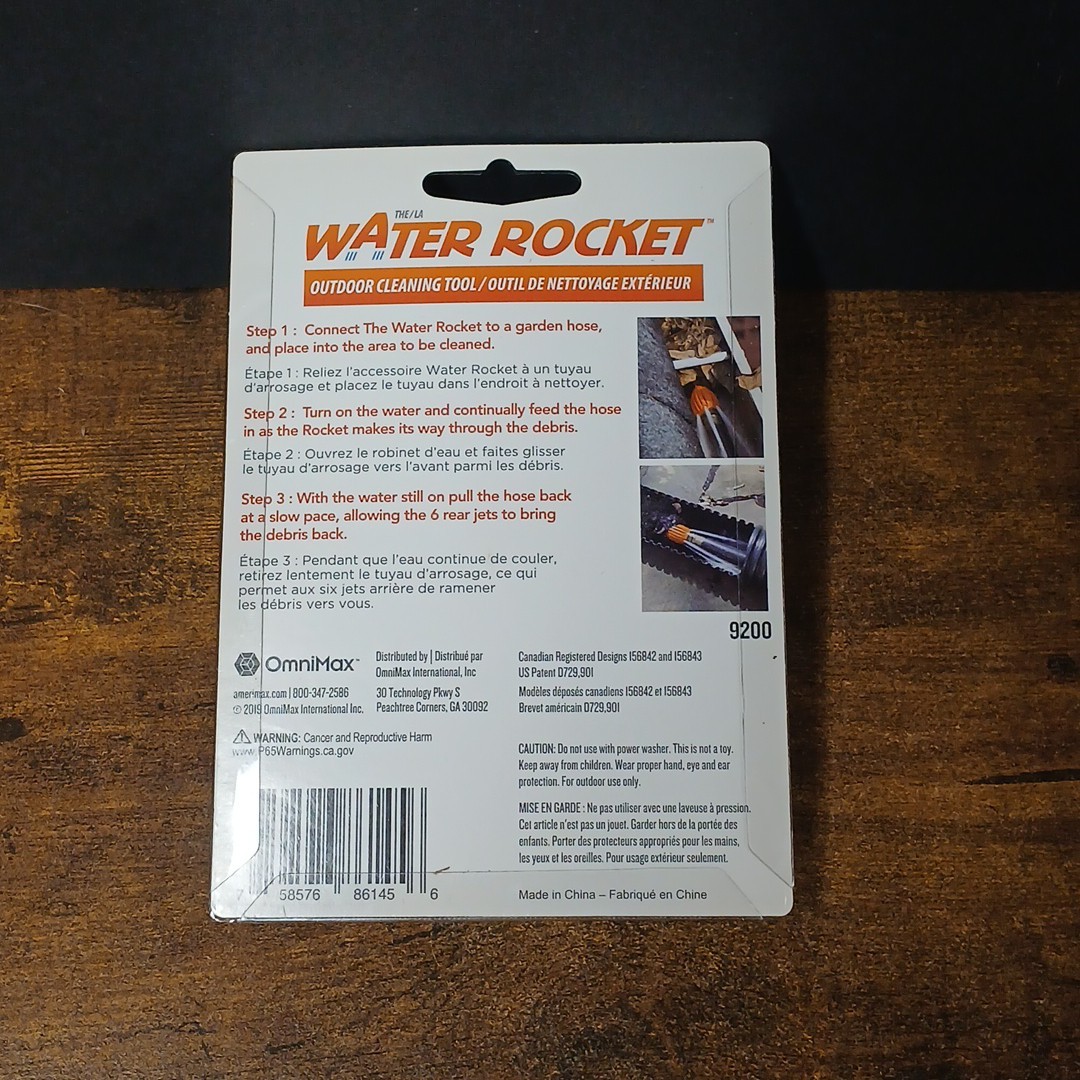 THE/LA
WATER ROCKET™
OUTDOOR CLEANING TOOL/OUTIL DE NETTOYAGE EXTÉRIEUR
Step 1 : Connect The Water Rocket to a garden hose,
and place into the area to be cleaned.
Étape 1 : Reliez l'accessoire Water Rocket à un tuyau
d'arrosage et placez le tuyau dans l'endroit à nettoyer.
Step 2 : Turn on the water and continually feed the hose
in as the Rocket makes its way through the debris.
Étape 2 : Ouvrez le robinet d'eau et faites glisser
le tuyau d'arrosage vers l'avant parmi les débris.
Step 3 : With the water still on pull the hose back
at a slow pace, allowing the 6 rear jets to bring
the debris back.
Étape 3 : Pendant que l'eau continue de couler,
retirez lentement le tuyau d'arrosage, ce qui
permet aux six jets arrière de ramener
les débris vers vous.
9200
OmniMax™
amerimax.com | 800-347-2586
© 2019 OmniMax International Inc.
Distributed by | Distribué par
OmniMax International, Inc
30 Technology Pkwy S
Peachtree Corners, GA 30092
Canadian Registered Designs 156842 and 156843
US Patent D729,901
Modèles déposés canadiens 156842 et 156843
Brevet américain D729,901
WARNING: Cancer and Reproductive Harm
www.P65Warnings.ca.gov
CAUTION: Do not use with power washer. This is not a toy.
Keep away from children. Wear proper hand, eye and ear
protection. For outdoor use only.
MISE EN GARDE : Ne pas utiliser avec une laveuse à pression.
Cet article n'est pas un jouet. Garder hors de la portée des
enfants. Porter des protecteurs appropriés pour les mains,
les yeux et les oreilles. Pour usage extérieur seulement.
7 58576 86145 6
Made in China – Fabriqué en Chine